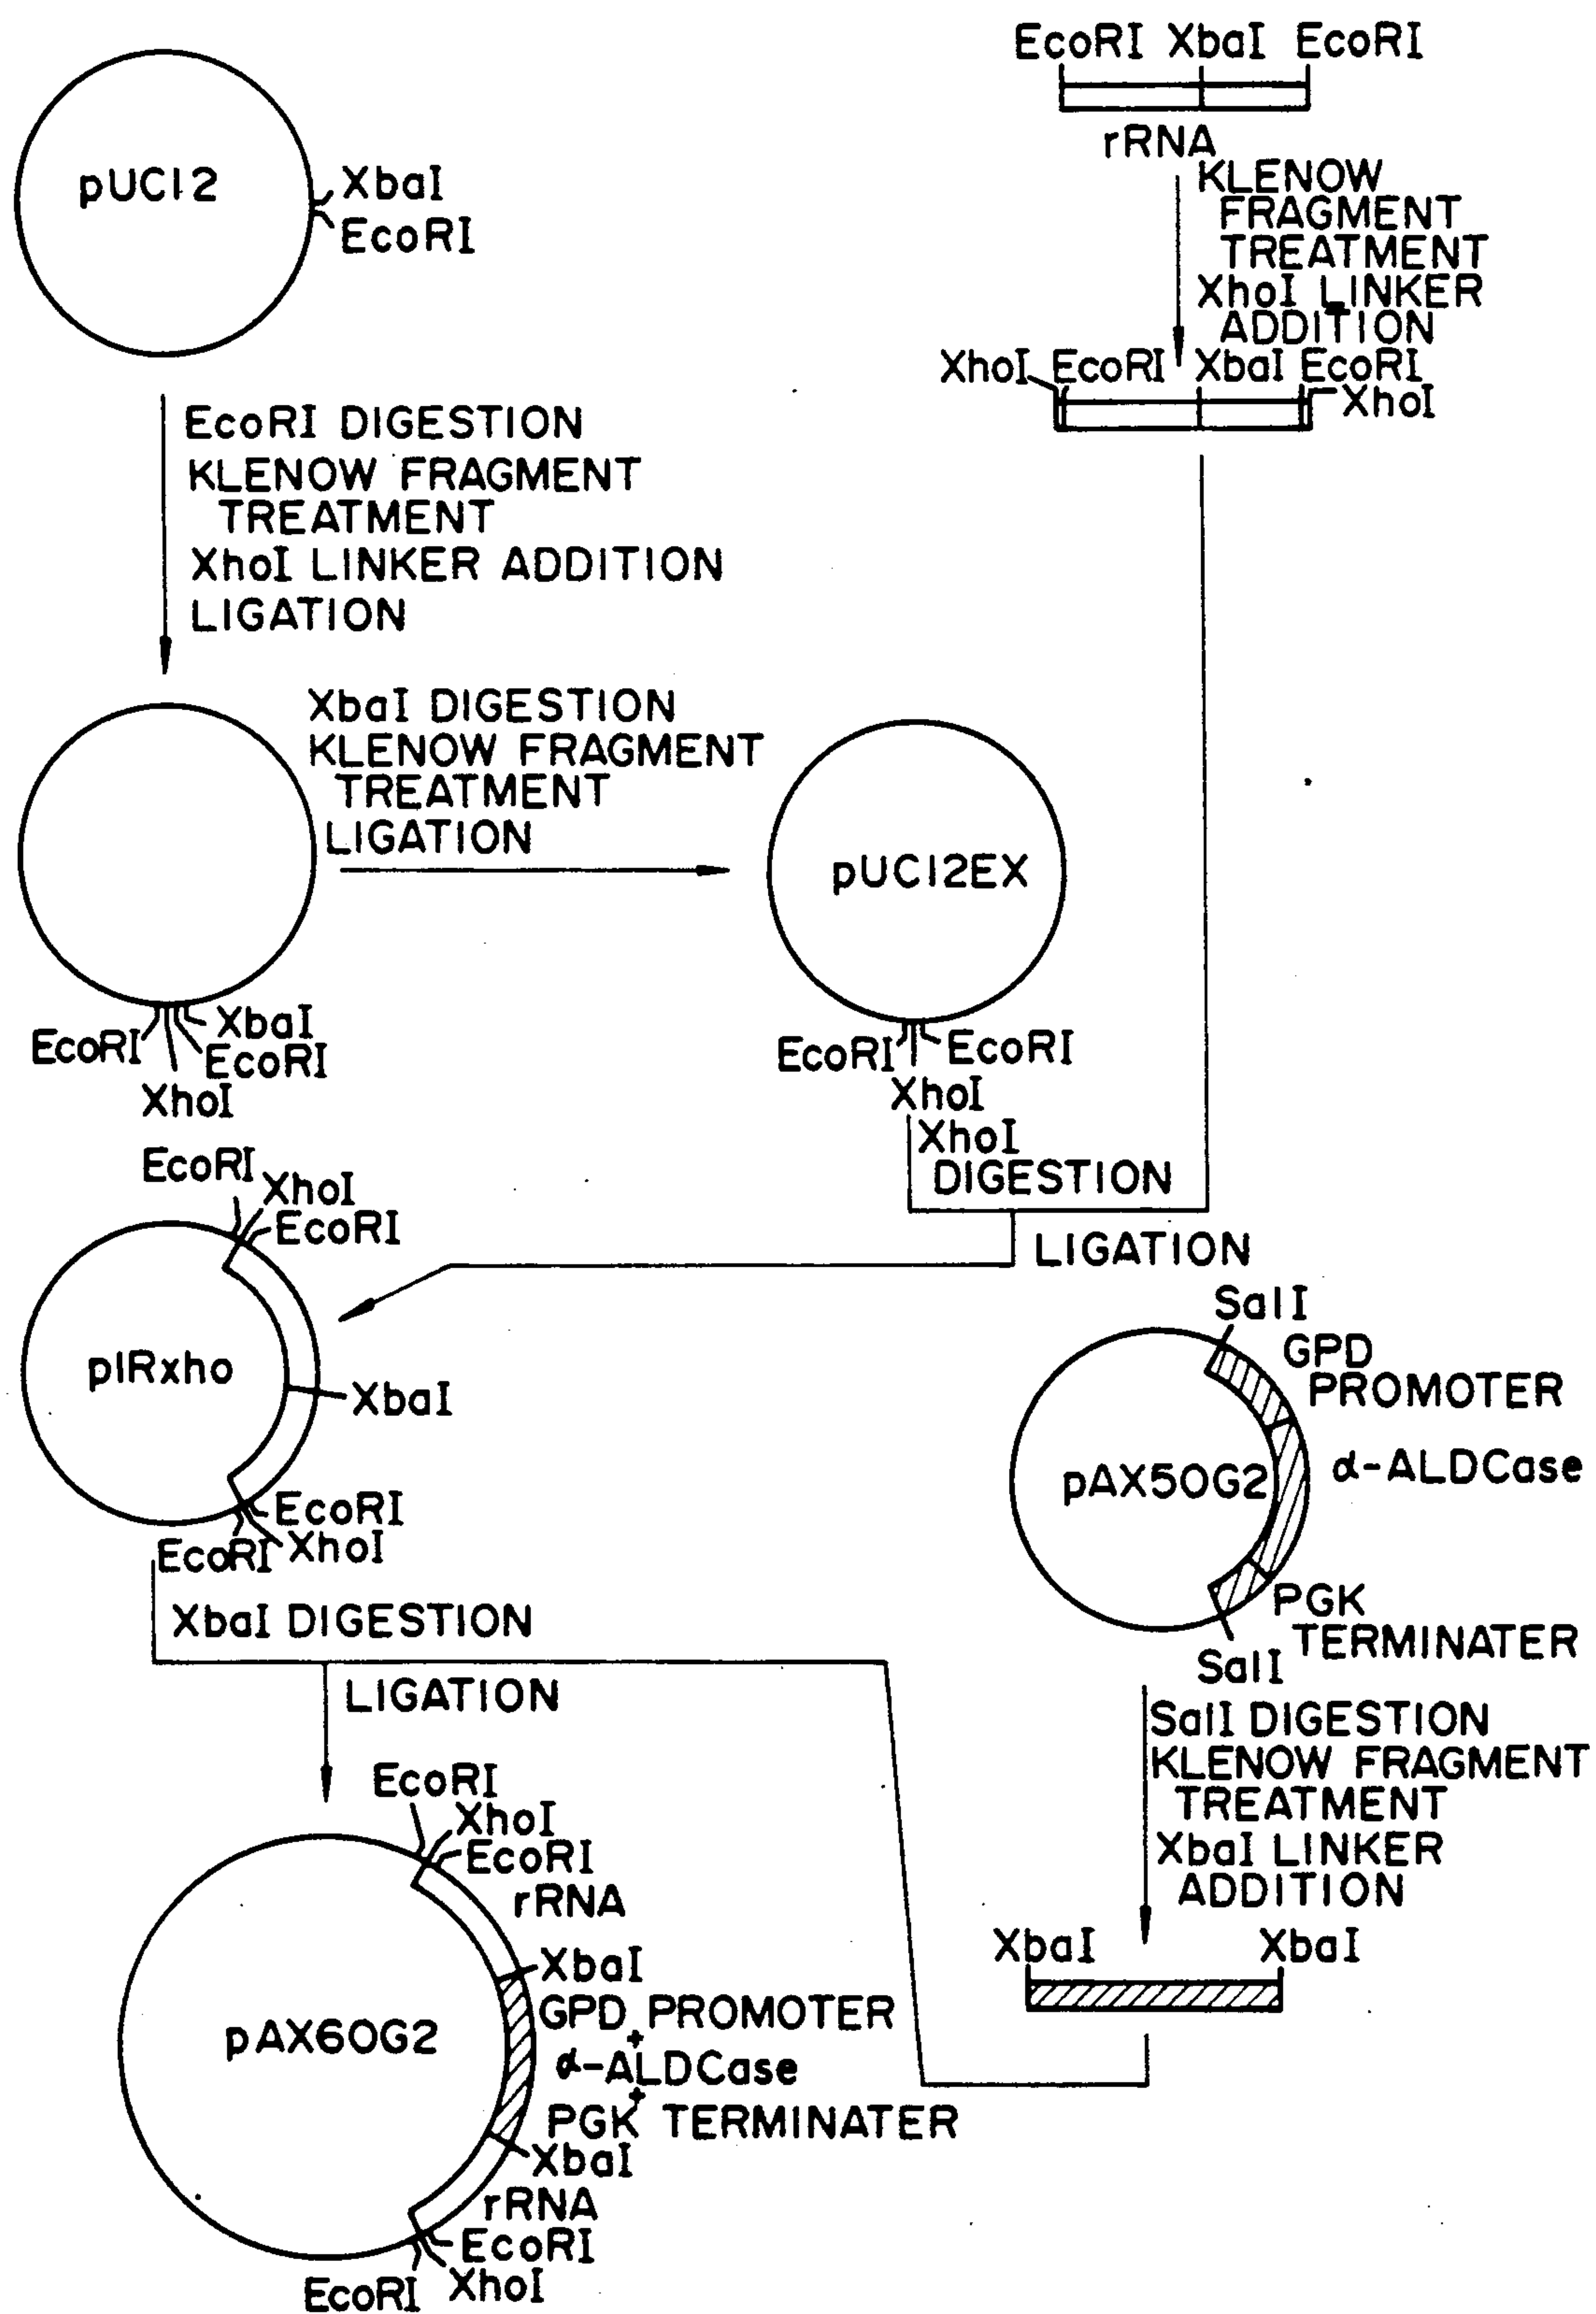 pUC12
XbaI
EcoRI
EcoRI XbaI EcoRI
rRNA
KLENOW
FRAGMENT
TREATMENT
XhoI LINKER
ADDITION
XhoI EcoRI XbaI EcoRI
XhoI
EcoRI DIGESTION
KLENOW FRAGMENT
TREATMENT
XhoI LINKER ADDITION
LIGATION
XbaI DIGESTION
KLENOW FRAGMENT
TREATMENT
LIGATION
XbaI
EcoRI
EcoRI
XhoI
pUC12EX
EcoRI
EcoRI
XhoI
XhoI
DIGESTION
LIGATION
EcoRI
XhoI
EcoRI
pIRxho
XbaI
EcoRI
EcoRI XhoI
SalI
GPD
PROMOTER
pAX50G2
α-ALDCase
PGK
TERMINATER
SalI
XbaI DIGESTION
LIGATION
SalI DIGESTION
KLENOW FRAGMENT
TREATMENT
XbaI LINKER
ADDITION
XbaI XbaI
EcoRI
XhoI
EcoRI
rRNA
XbaI
pAX60G2
GPD PROMOTER
+
α-ALDCase
+
PGK TERMINATER
XbaI
rRNA
EcoRI
EcoRI XhoI